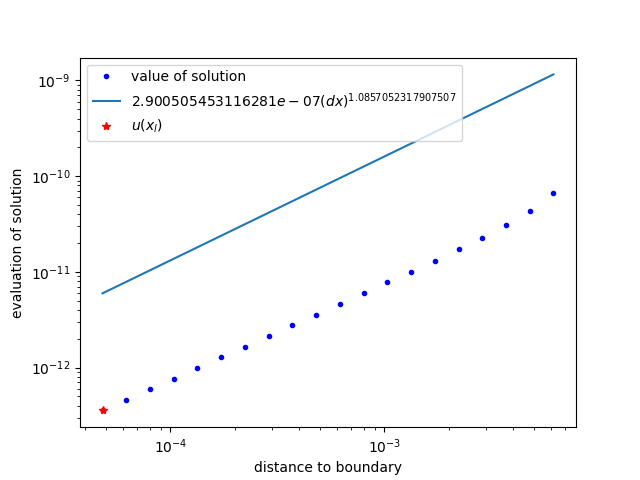 value of solution
2.900505453116281e − 07(dx)^1.0857052317907507
u(x_l)
10^−9
10^−10
10^−11
10^−12
evaluation of solution
10^−4
10^−3
distance to boundary